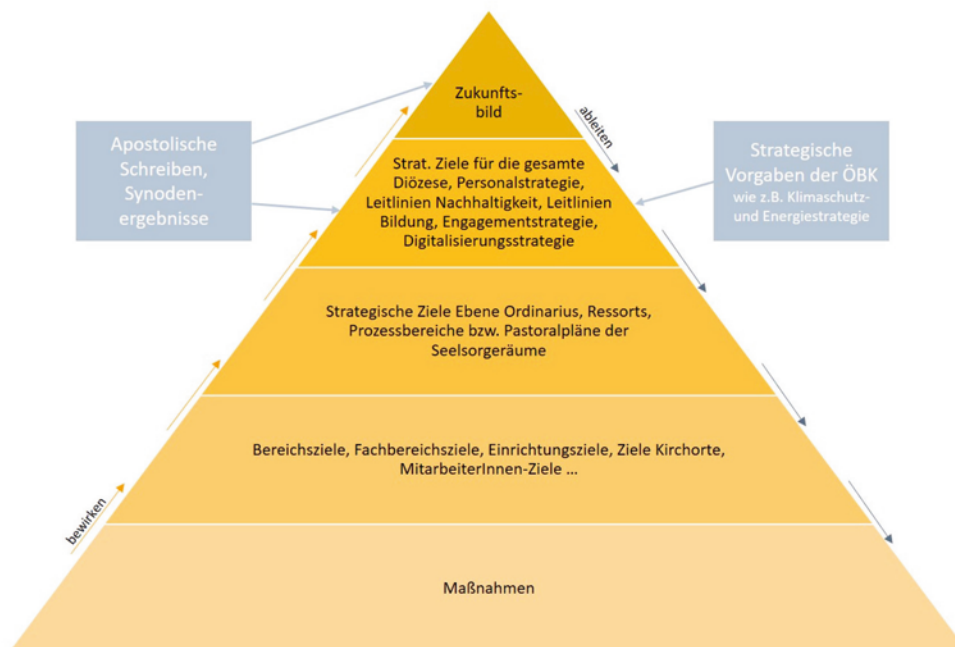 Zukunfts-
bild
ableiten
Apostolische
Schreiben,
Synoden-
ergebnisse
Strat. Ziele für die gesamte
Diözese, Personalstrategie,
Leitlinien Nachhaltigkeit, Leitlinien
Bildung, Engagementstrategie,
Digitalisierungsstrategie
Strategische
Vorgaben der ÖBK
wie z.B. Klimaschutz-
und Energiestrategie
Strategische Ziele Ebene Ordinarius, Ressorts,
Prozessbereiche bzw. Pastoralpläne der
Seelsorgeräume
Bereichsziele, Fachbereichsziele, Einrichtungsziele, Ziele Kirchorte,
MitarbeiterInnen-Ziele ...
bewirken
Maßnahmen